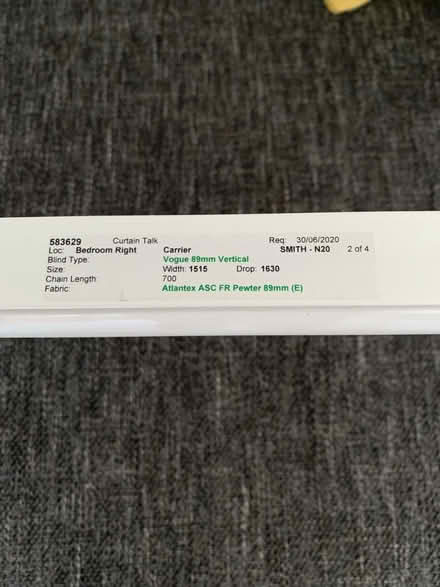 583629 Curtain Talk Req: 30/06/2020
Loc: Bedroom Right Carrier SMITH - N20 2 of 4
Blind Type: Vogue 89mm Vertical
Size: Width: 1515 Drop: 1630
Chain Length: 700
Fabric: Atlantex ASC FR Pewter 89mm (E)